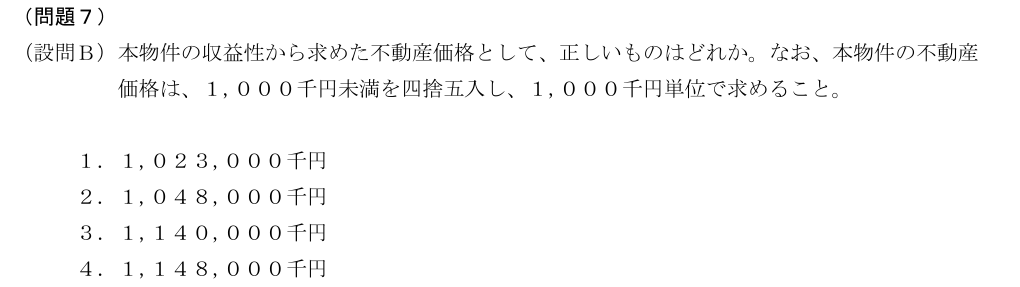 （問題７）
（設問Ｂ）本物件の収益性から求めた不動産価格として、正しいものはどれか。なお、本物件の不動産
価格は、１,０００千円未満を四捨五入し、１,０００千円単位で求めること。
１．１,０２３,０００千円
２．１,０４８,０００千円
３．１,１４０,０００千円
４．１,１４８,０００千円